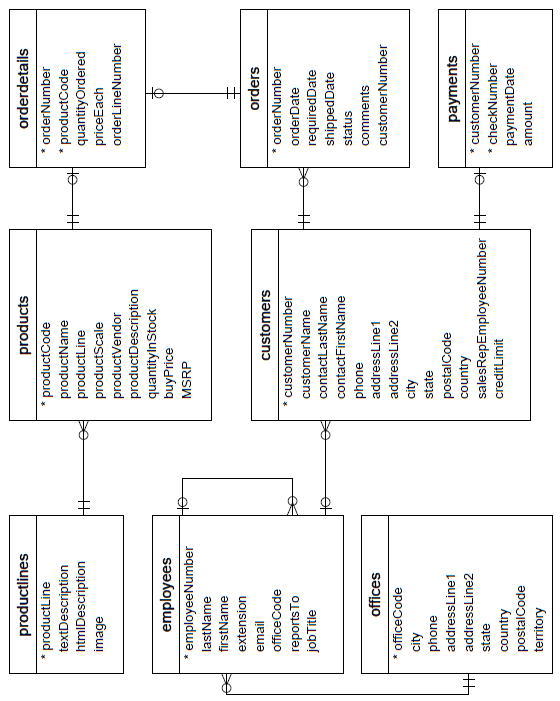 productlines
* productLine
textDescription
htmlDescription
image
products
* productCode
productName
productLine
productScale
productVendor
productDescription
quantityInStock
buyPrice
MSRP
orderdetails
* orderNumber
* productCode
quantityOrdered
priceEach
orderLineNumber
employees
* employeeNumber
lastName
firstName
extension
email
officeCode
reportsTo
jobTitle
customers
* customerNumber
customerName
contactLastName
contactFirstName
phone
addressLine1
addressLine2
city
state
postalCode
country
salesRepEmployeeNumber
creditLimit
orders
* orderNumber
orderDate
requiredDate
shippedDate
status
comments
customerNumber
offices
* officeCode
city
phone
addressLine1
addressLine2
state
country
postalCode
territory
payments
* customerNumber
* checkNumber
paymentDate
amount